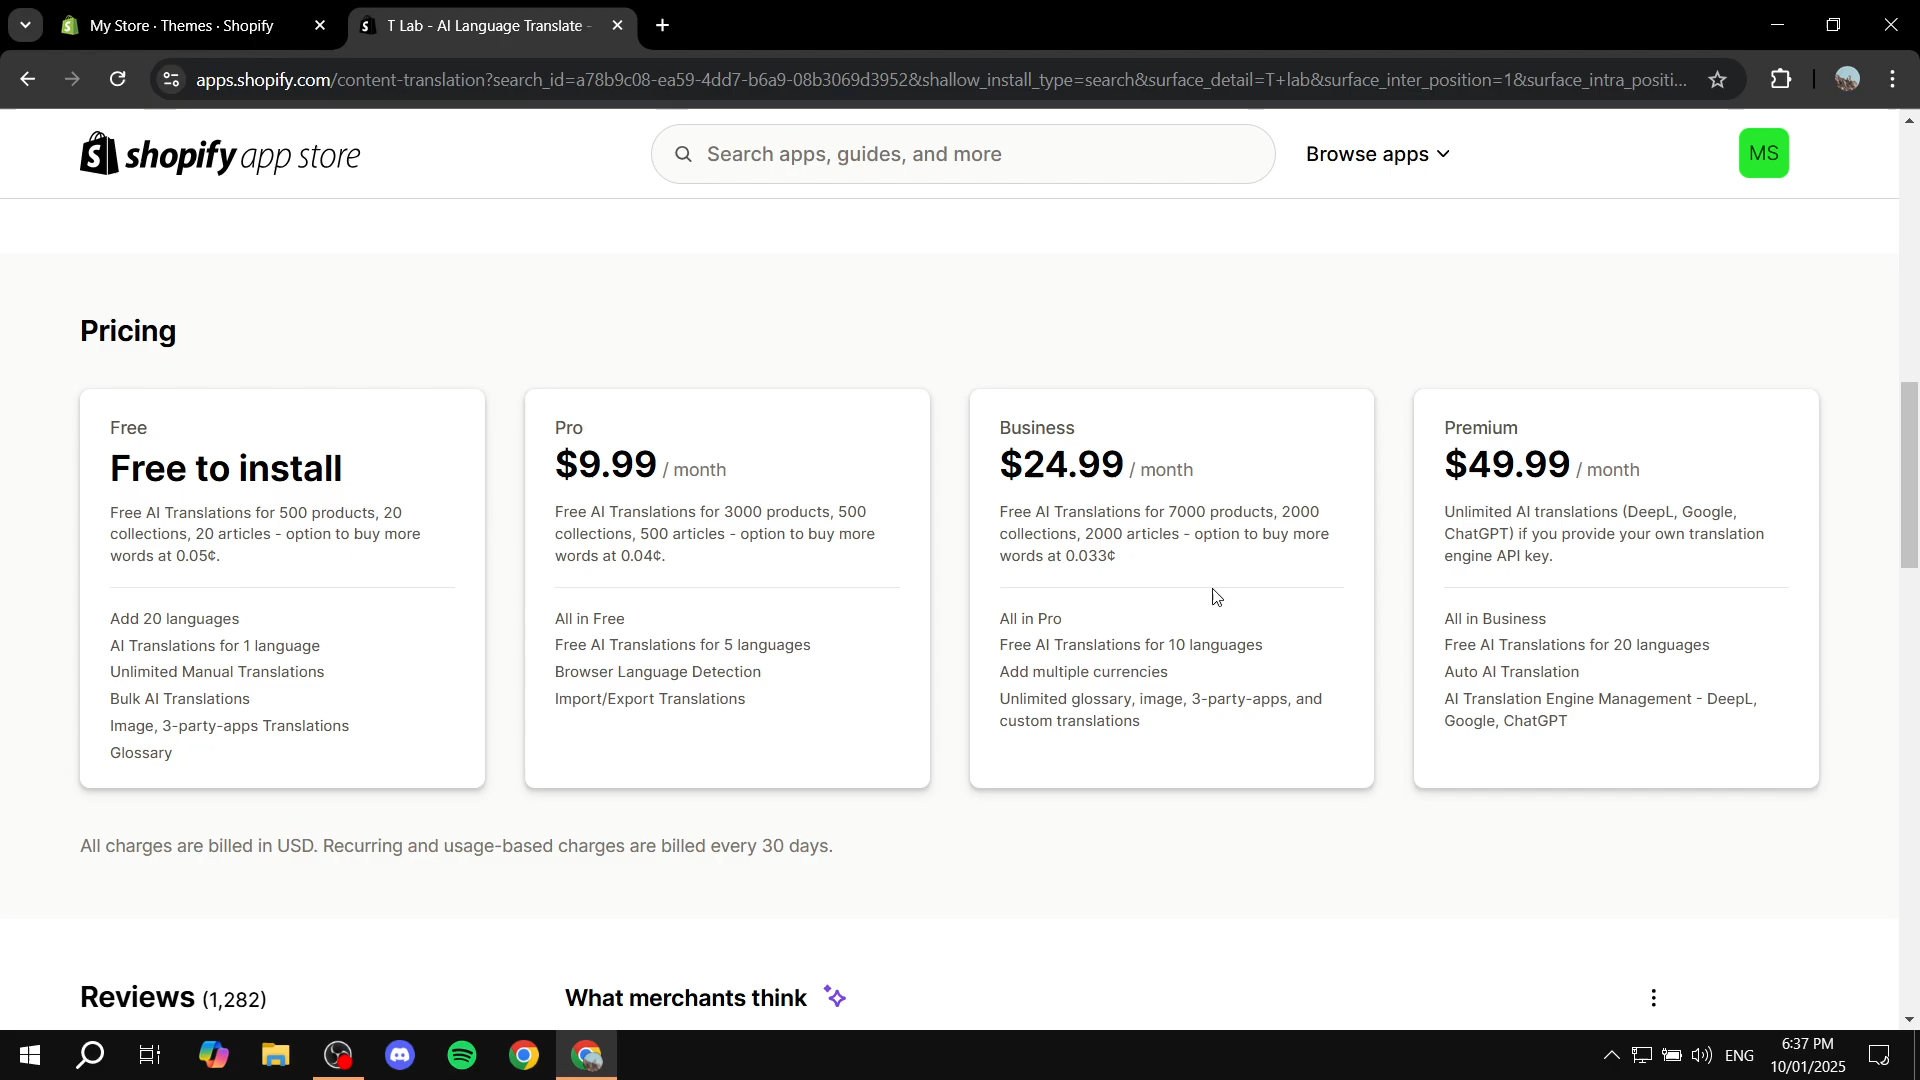 My Store · Themes · Shopify
T Lab - AI Language Translate -
apps.shopify.com/content-translation?search_id=a78b9c08-ea59-4dd7-b6a9-08b3069d3952&shallow_install_type=search&surface_detail=T+lab&surface_inter_position=1&surface_intra_positi...
shopify app store
Search apps, guides, and more
Browse apps
MS
Pricing
Free
Free to install
Free AI Translations for 500 products, 20
collections, 20 articles - option to buy more
words at 0.05¢.
Add 20 languages
AI Translations for 1 language
Unlimited Manual Translations
Bulk AI Translations
Image, 3-party-apps Translations
Glossary
Pro
$9.99 / month
Free AI Translations for 3000 products, 500
collections, 500 articles - option to buy more
words at 0.04¢.
All in Free
Free AI Translations for 5 languages
Browser Language Detection
Import/Export Translations
Business
$24.99 / month
Free AI Translations for 7000 products, 2000
collections, 2000 articles - option to buy more
words at 0.033¢
All in Pro
Free AI Translations for 10 languages
Add multiple currencies
Unlimited glossary, image, 3-party-apps, and
custom translations
Premium
$49.99 / month
Unlimited AI translations (DeepL, Google,
ChatGPT) if you provide your own translation
engine API key.
All in Business
Free AI Translations for 20 languages
Auto AI Translation
AI Translation Engine Management - DeepL,
Google, ChatGPT
All charges are billed in USD. Recurring and usage-based charges are billed every 30 days.
Reviews (1,282)
What merchants think
ENG
6:37 PM
10/01/2025